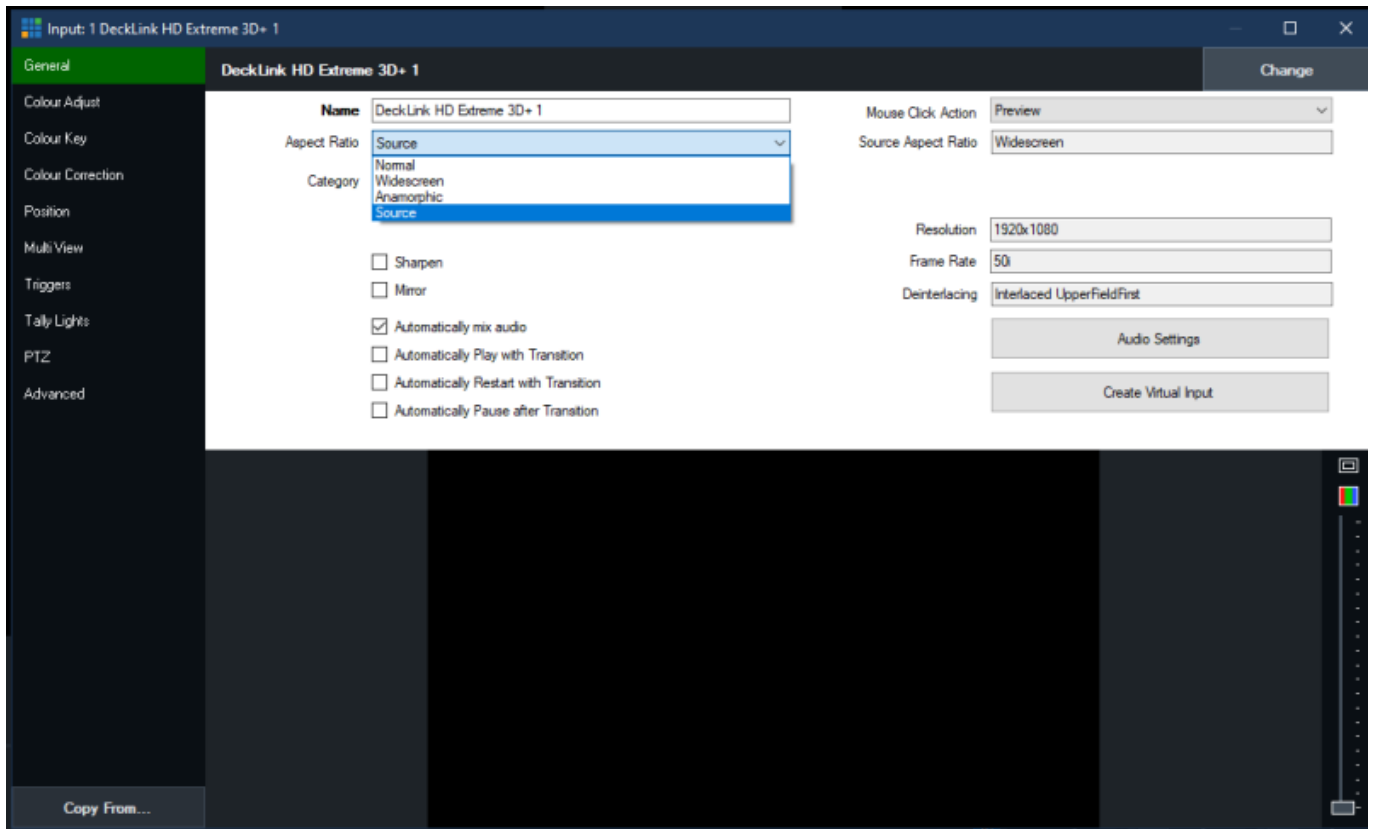 Input: 1 DeckLink HD Extreme 3D+ 1
General
Colour Adjust
Colour Key
Colour Correction
Position
Multi View
Triggers
Tally Lights
PTZ
Advanced
Copy From...
DeckLink HD Extreme 3D+ 1
Change
Name DeckLink HD Extreme 3D+ 1
Aspect Ratio Source
Normal
Widescreen
Anamorphic
Source
Category
Sharpen
Mirror
Automatically mix audio
Automatically Play with Transition
Automatically Restart with Transition
Automatically Pause after Transition
Mouse Click Action Preview
Source Aspect Ratio Widescreen
Resolution 1920x1080
Frame Rate 50i
Deinterlacing Interlaced UpperFieldFirst
Audio Settings
Create Virtual Input